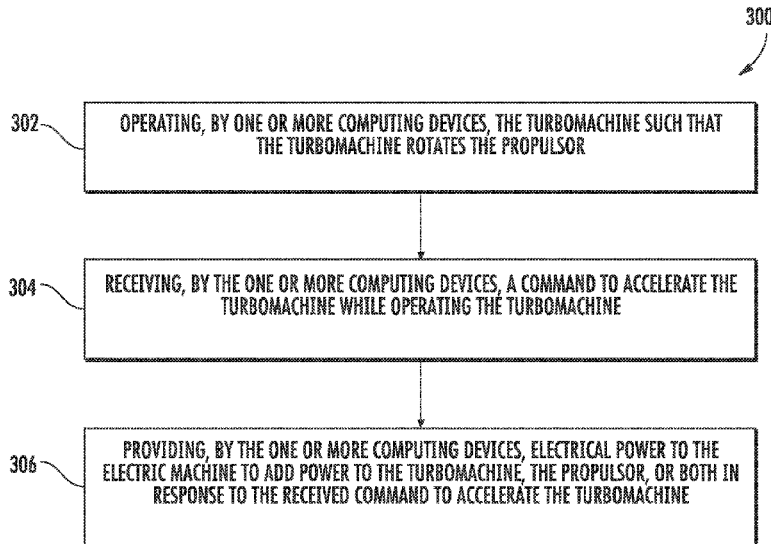 300
302
OPERATING, BY ONE OR MORE COMPUTING DEVICES, THE TURBOMACHINE SUCH THAT
THE TURBOMACHINE ROTATES THE PROPULSOR
304
RECEIVING, BY THE ONE OR MORE COMPUTING DEVICES, A COMMAND TO ACCELERATE THE
TURBOMACHINE WHILE OPERATING THE TURBOMACHINE
306
PROVIDING, BY THE ONE OR MORE COMPUTING DEVICES, ELECTRICAL POWER TO THE
ELECTRIC MACHINE TO ADD POWER TO THE TURBOMACHINE, THE PROPULSOR, OR BOTH IN
RESPONSE TO THE RECEIVED COMMAND TO ACCELERATE THE TURBOMACHINE